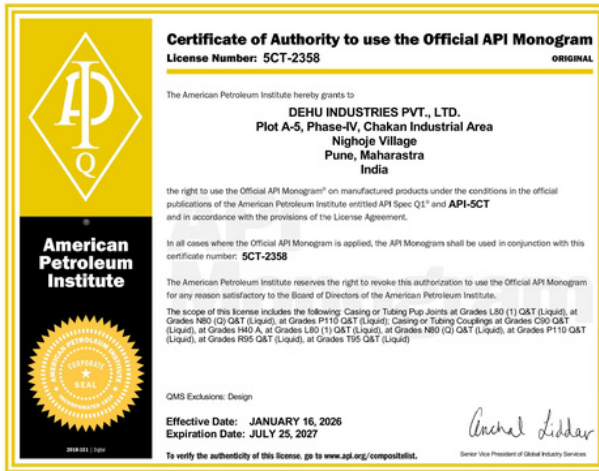 Certificate of Authority to use the Official API Monogram
License Number: 5CT-2358
ORIGINAL
The American Petroleum Institute hereby grants to
DEHU INDUSTRIES PVT., LTD.
Plot A-5, Phase-IV, Chakan Industrial Area
Nighoje Village
Pune, Maharastra
India
the right to use the Official API Monogram® on manufactured products under the conditions in the official
publications of the American Petroleum Institute entitled API Spec Q1® and API-5CT
and in accordance with the provisions of the License Agreement.
In all cases where the Official API Monogram is applied, the API Monogram shall be used in conjunction with this
certificate number: 5CT-2358
The American Petroleum Institute reserves the right to revoke this authorization to use the Official API Monogram
for any reason satisfactory to the Board of Directors of the American Petroleum Institute.
The scope of this license includes the following: Casing or Tubing Pup Joints at Grades L80 (1) Q&T (Liquid), at
Grades N80 (Q) Q&T (Liquid), at Grades P110 Q&T (Liquid); Casing or Tubing Couplings at Grades C90 Q&T
(Liquid), at Grades H40 A, at Grades L80 (1) Q&T (Liquid), at Grades N80 (Q) Q&T (Liquid), at Grades P110 Q&T
(Liquid), at Grades R95 Q&T (Liquid), at Grades T95 Q&T (Liquid)
QMS Exclusions: Design
Effective Date: JANUARY 16, 2026
Expiration Date: JULY 25, 2027
To verify the authenticity of this license, go to www.api.org/compositelist.
Anchal Liddar
Senior Vice President of Global Industry Services
API
Q
®
American
Petroleum
Institute
AMERICAN PETROLEUM INSTITUTE
CORPORATE
SEAL
INCORPORATED 1919
2019-151 | Digital
API
Monogram